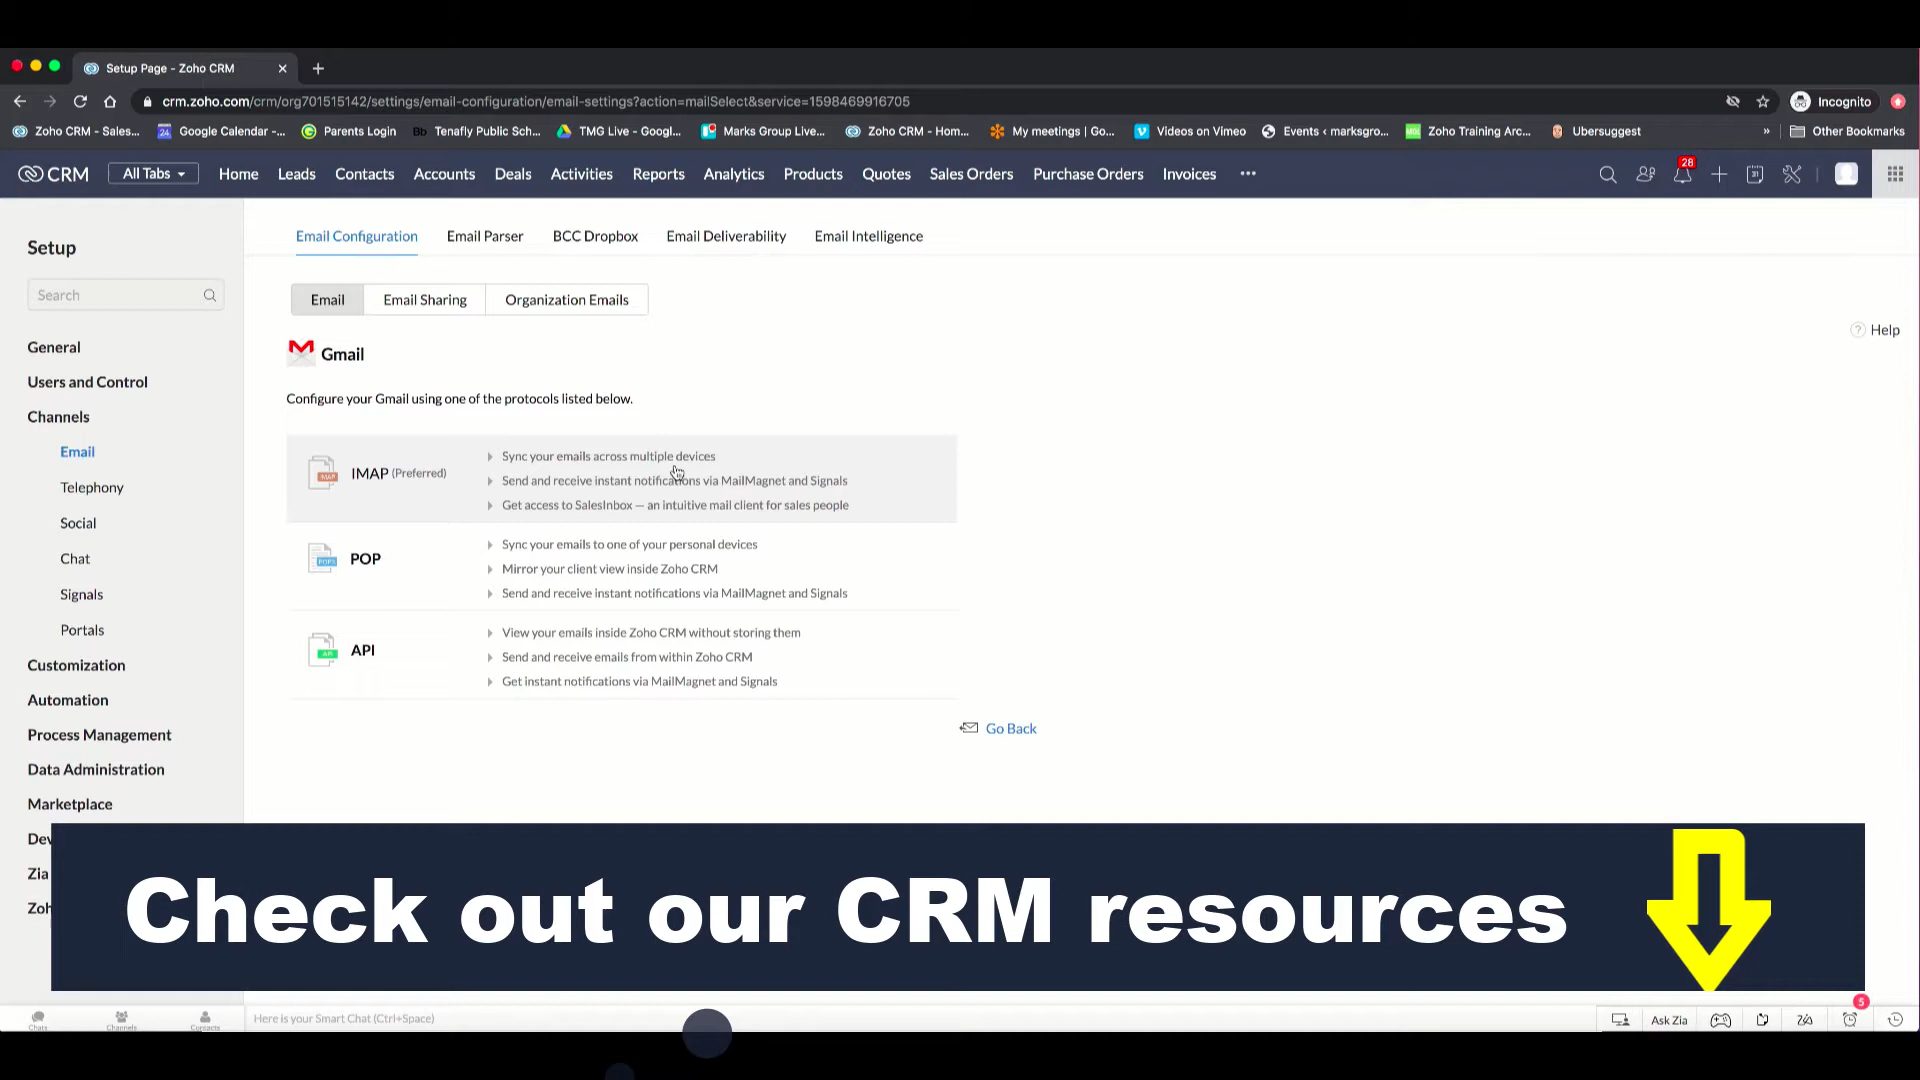 Setup Page - Zoho CRM
crm.zoho.com/crm/org701515142/settings/email-configuration/email-settings?action=mailSelect&service=1598469916705
Incognito
Zoho CRM - Sales...
24
Google Calendar -...
Parents Login
Bb
Tenafly Public Sch...
TMG Live - Googl...
Marks Group Live...
Zoho CRM - Hom...
My meetings | Go...
Videos on Vimeo
Events ‹ marksgro...
Zoho Training Arc...
Ubersuggest
»
Other Bookmarks
CRM
All Tabs
Home
Leads
Contacts
Accounts
Deals
Activities
Reports
Analytics
Products
Quotes
Sales Orders
Purchase Orders
Invoices
•••
28
31
Setup
Search
General
Users and Control
Channels
Email
Telephony
Social
Chat
Signals
Portals
Customization
Automation
Process Management
Data Administration
Marketplace
Dev
Zia
Zoh
Email Configuration
Email Parser
BCC Dropbox
Email Deliverability
Email Intelligence
Email
Email Sharing
Organization Emails
? Help
Gmail
Configure your Gmail using one of the protocols listed below.
IMAP
IMAP (Preferred)
Sync your emails across multiple devices
Send and receive instant notifications via MailMagnet and Signals
Get access to SalesInbox — an intuitive mail client for sales people
POP3
POP
Sync your emails to one of your personal devices
Mirror your client view inside Zoho CRM
Send and receive instant notifications via MailMagnet and Signals
API
API
View your emails inside Zoho CRM without storing them
Send and receive emails from within Zoho CRM
Get instant notifications via MailMagnet and Signals
Go Back
Check out our CRM resources
Chats
Channels
Contacts
Here is your Smart Chat (Ctrl+Space)
Ask Zia
5